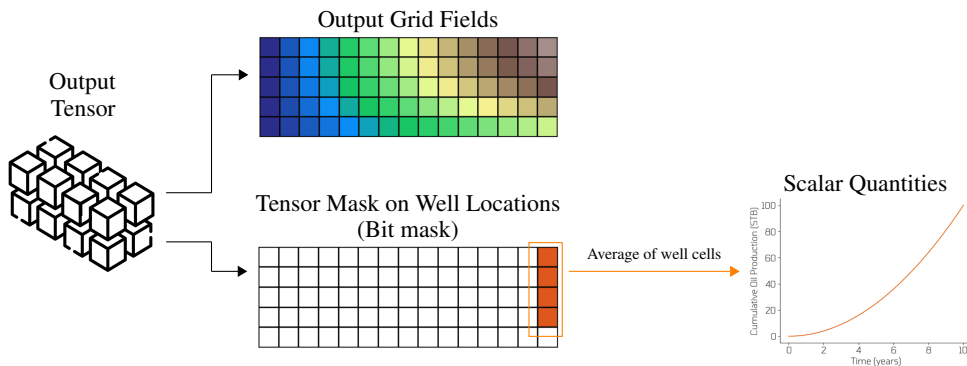 Output Grid Fields
Output
Tensor
Tensor Mask on Well Locations
(Bit mask)
Average of well cells
Scalar Quantities
Cumulative Oil Production (STB)
100
80
60
40
20
0
0 2 4 6 8 10
Time (years)